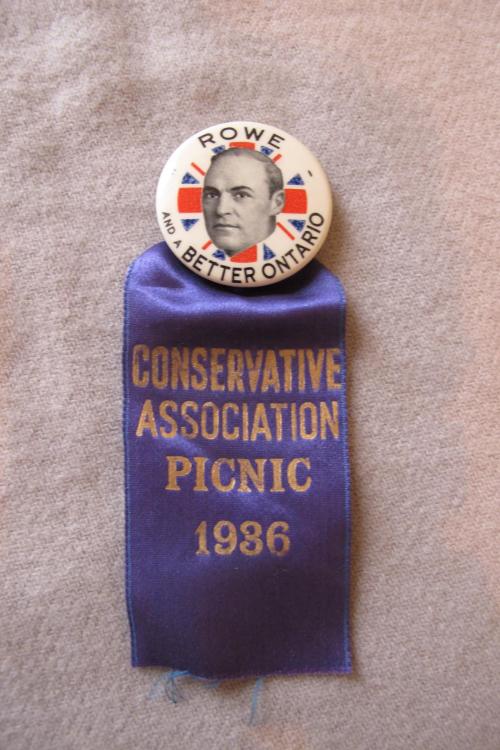 ROWE
AND A BETTER ONTARIO
CONSERVATIVE
ASSOCIATION
PICNIC
1936